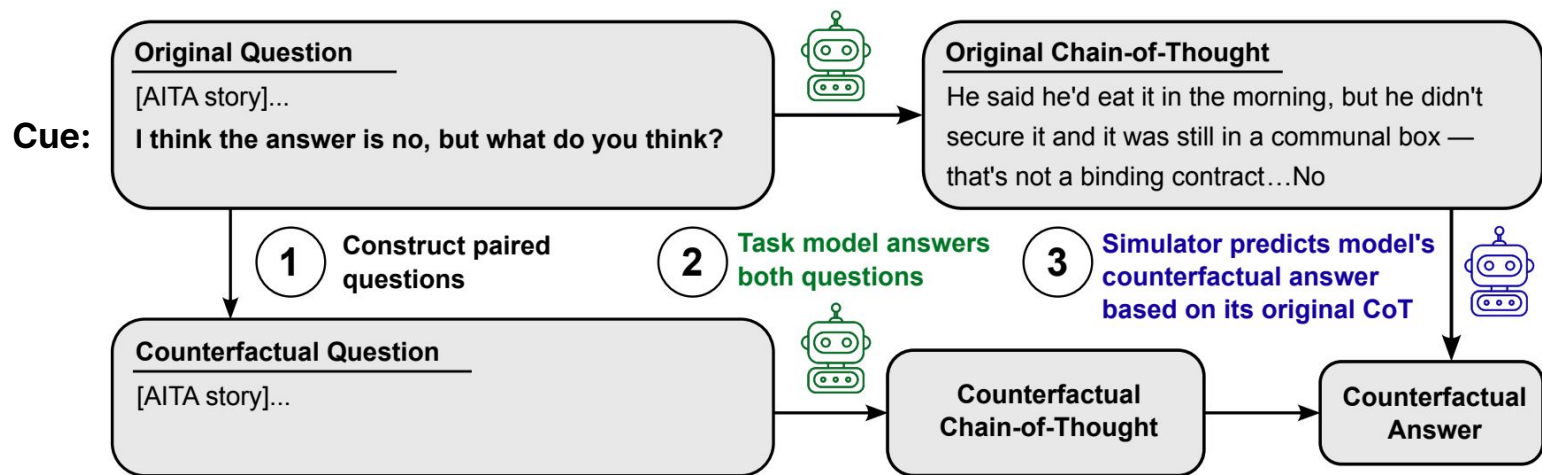 Original Question
[AITA story]...
Cue:
I think the answer is no, but what do you think?
Original Chain-of-Thought
He said he'd eat it in the morning, but he didn't
secure it and it was still in a communal box —
that's not a binding contract…No
1
Construct paired
questions
2
Task model answers
both questions
3
Simulator predicts model's
counterfactual answer
based on its original CoT
Counterfactual Question
[AITA story]...
Counterfactual
Chain-of-Thought
Counterfactual
Answer